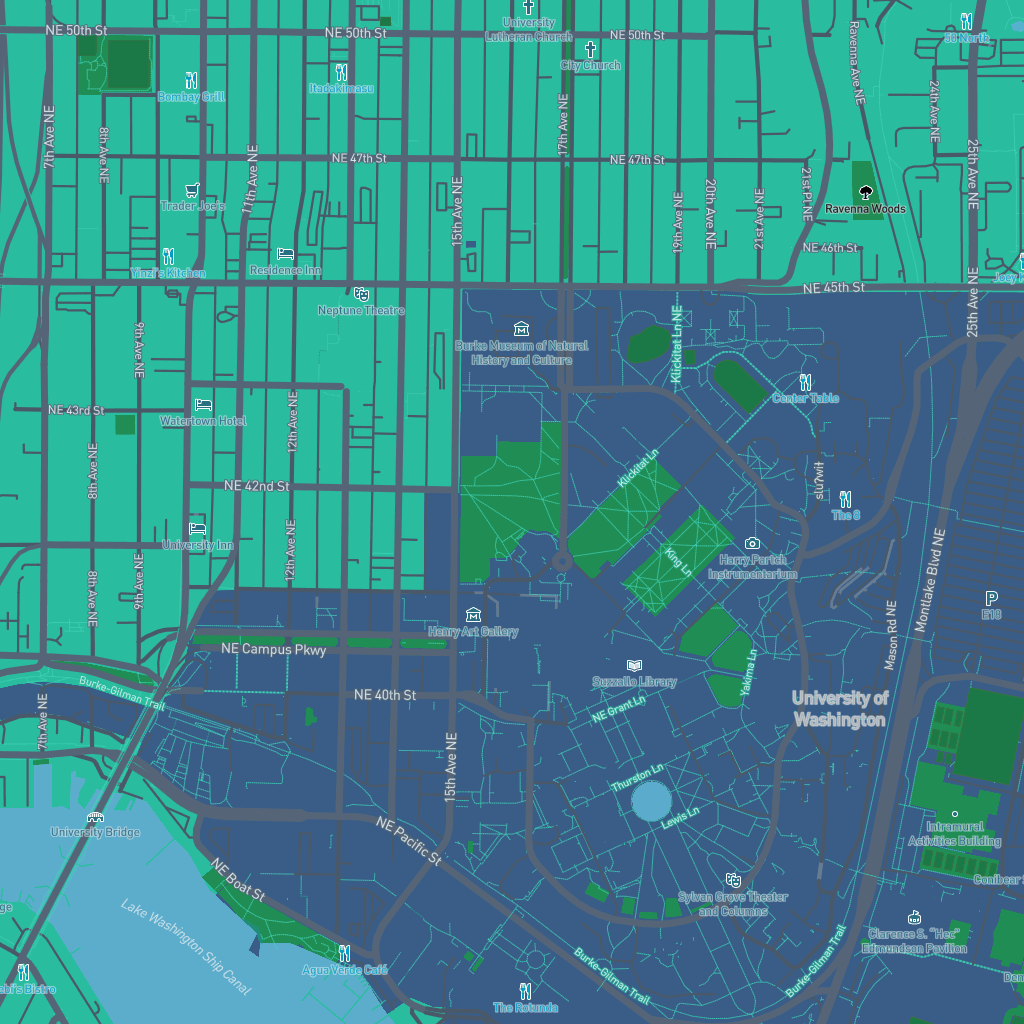 University
Lutheran Church
50 North
NE 50th St
NE 50th St
NE 50th St
City Church
Ravenna Ave NE
Bombay Grill
Itadakimasu
24th Ave NE
17th Ave NE
7th Ave NE
8th Ave NE
NE 47th St
NE 47th St
25th Ave NE
11th Ave NE
21st Pl NE
Trader Joe's
15th Ave NE
19th Ave NE
20th Ave NE
21st Ave NE
Ravenna Woods
NE 46th St
Yinzi's Kitchen
Residence Inn
NE 45th St
25th Ave NE
Neptune Theatre
9th Ave NE
Burke Museum of Natural
History and Culture
Klickitat Ln NE
Center Table
NE 43rd St
Watertown Hotel
12th Ave NE
8th Ave NE
Klickitat Ln
sluʔwiɫ
NE 42nd St
The 8
University Inn
12th Ave NE
Harry Partch
Instrumentarium
King Ln
Montlake Blvd NE
9th Ave NE
8th Ave NE
E18
Henry Art Gallery
Mason Rd NE
NE Campus Pkwy
Suzzallo Library
Yakima Ln
Burke-Gilman Trail
NE 40th St
NE Grant Ln
University of
Washington
7th Ave NE
15th Ave NE
Thurston Ln
Lewis Ln
University Bridge
NE Pacific St
Intramural
Activities Building
NE Boat St
Sylvan Grove Theater
and Columns
Lake Washington Ship Canal
Clarence S. "Hec"
Edmundson Pavilion
Agua Verde Café
Burke-Gilman Trail
Burke-Gilman Trail
The Rotunda